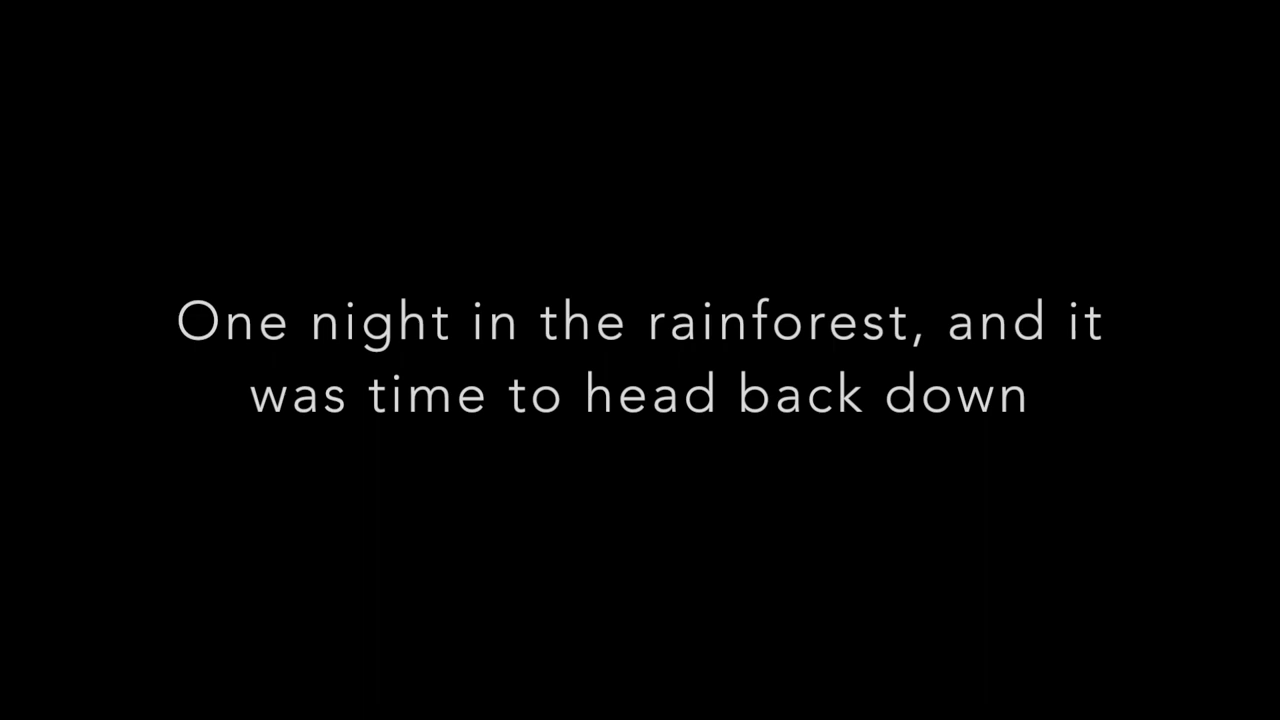 One night in the rainforest, and it
was time to head back down